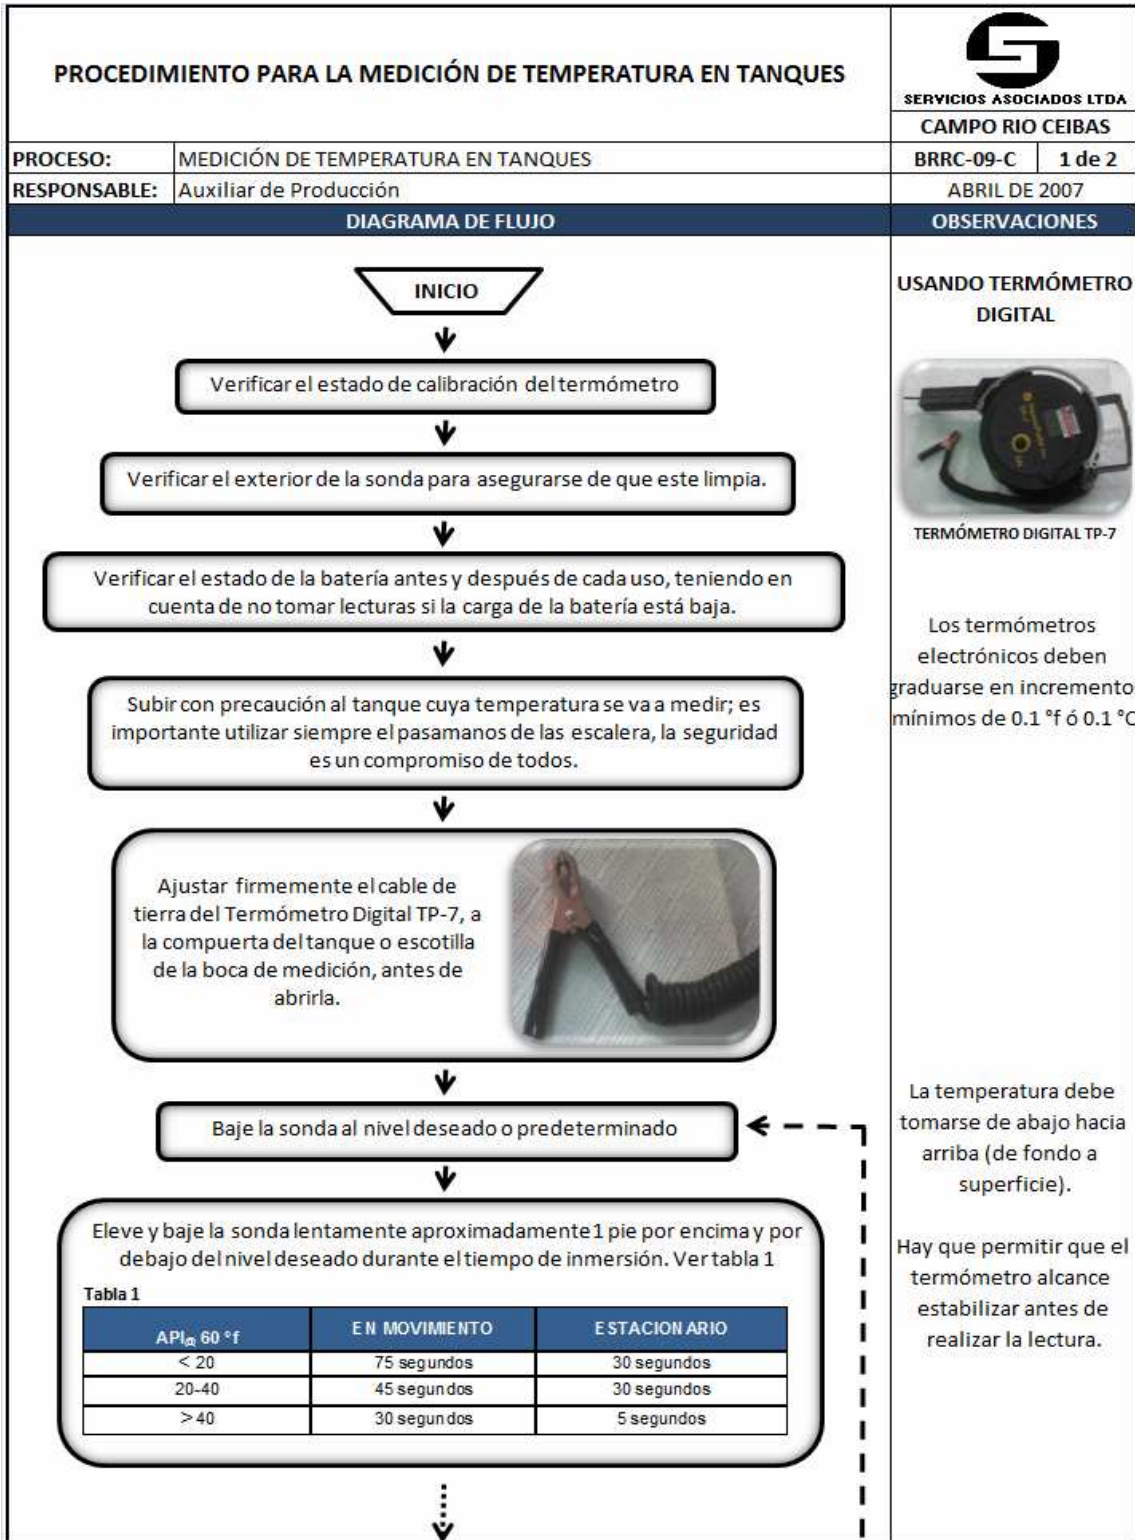 PROCEDIMIENTO PARA LA MEDICIÓN DE TEMPERATURA EN TANQUES
SERVICIOS ASOCIADOS LTDA
CAMPO RIO CEIBAS
PROCESO: MEDICIÓN DE TEMPERATURA EN TANQUES BRRC-09-C 1 de 2
RESPONSABLE: Auxiliar de Producción ABRIL DE 2007
DIAGRAMA DE FLUJO OBSERVACIONES
INICIO
Verificar el estado de calibración del termómetro
Verificar el exterior de la sonda para asegurarse de que este limpia.
Verificar el estado de la batería antes y después de cada uso, teniendo en
cuenta de no tomar lecturas si la carga de la batería está baja.
Subir con precaución al tanque cuya temperatura se va a medir; es
importante utilizar siempre el pasamanos de las escalera, la seguridad
es un compromiso de todos.
Ajustar firmemente el cable de
tierra del Termómetro Digital TP-7, a
la compuerta del tanque o escotilla
de la boca de medición, antes de
abrirla.
Baje la sonda al nivel deseado o predeterminado
Eleve y baje la sonda lentamente aproximadamente 1 pie por encima y por
debajo del nivel deseado durante el tiempo de inmersión. Ver tabla 1
Tabla 1
API@ 60 °f EN MOVIMIENTO ESTACIONARIO
< 20 75 segundos 30 segundos
20-40 45 segundos 30 segundos
> 40 30 segundos 5 segundos
USANDO TERMÓMETRO
DIGITAL
TERMÓMETRO DIGITAL TP-7
Los termómetros
electrónicos deben
graduarse en incremento
mínimos de 0.1 °f ó 0.1 °C
La temperatura debe
tomarse de abajo hacia
arriba (de fondo a
superficie).
Hay que permitir que el
termómetro alcance
estabilizar antes de
realizar la lectura.